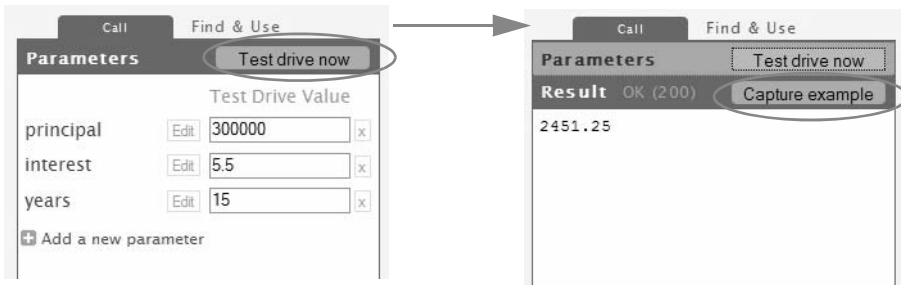 Call Find & Use
Parameters Test drive now
Test Drive Value
principal Edit 300000 x
interest Edit 5.5 x
years Edit 15 x
Add a new parameter
Call Find & Use
Parameters Test drive now
Result OK (200) Capture example
2451.25